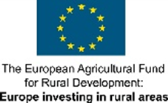 The European Agricultural Fund
for Rural Development:
Europe investing in rural areas